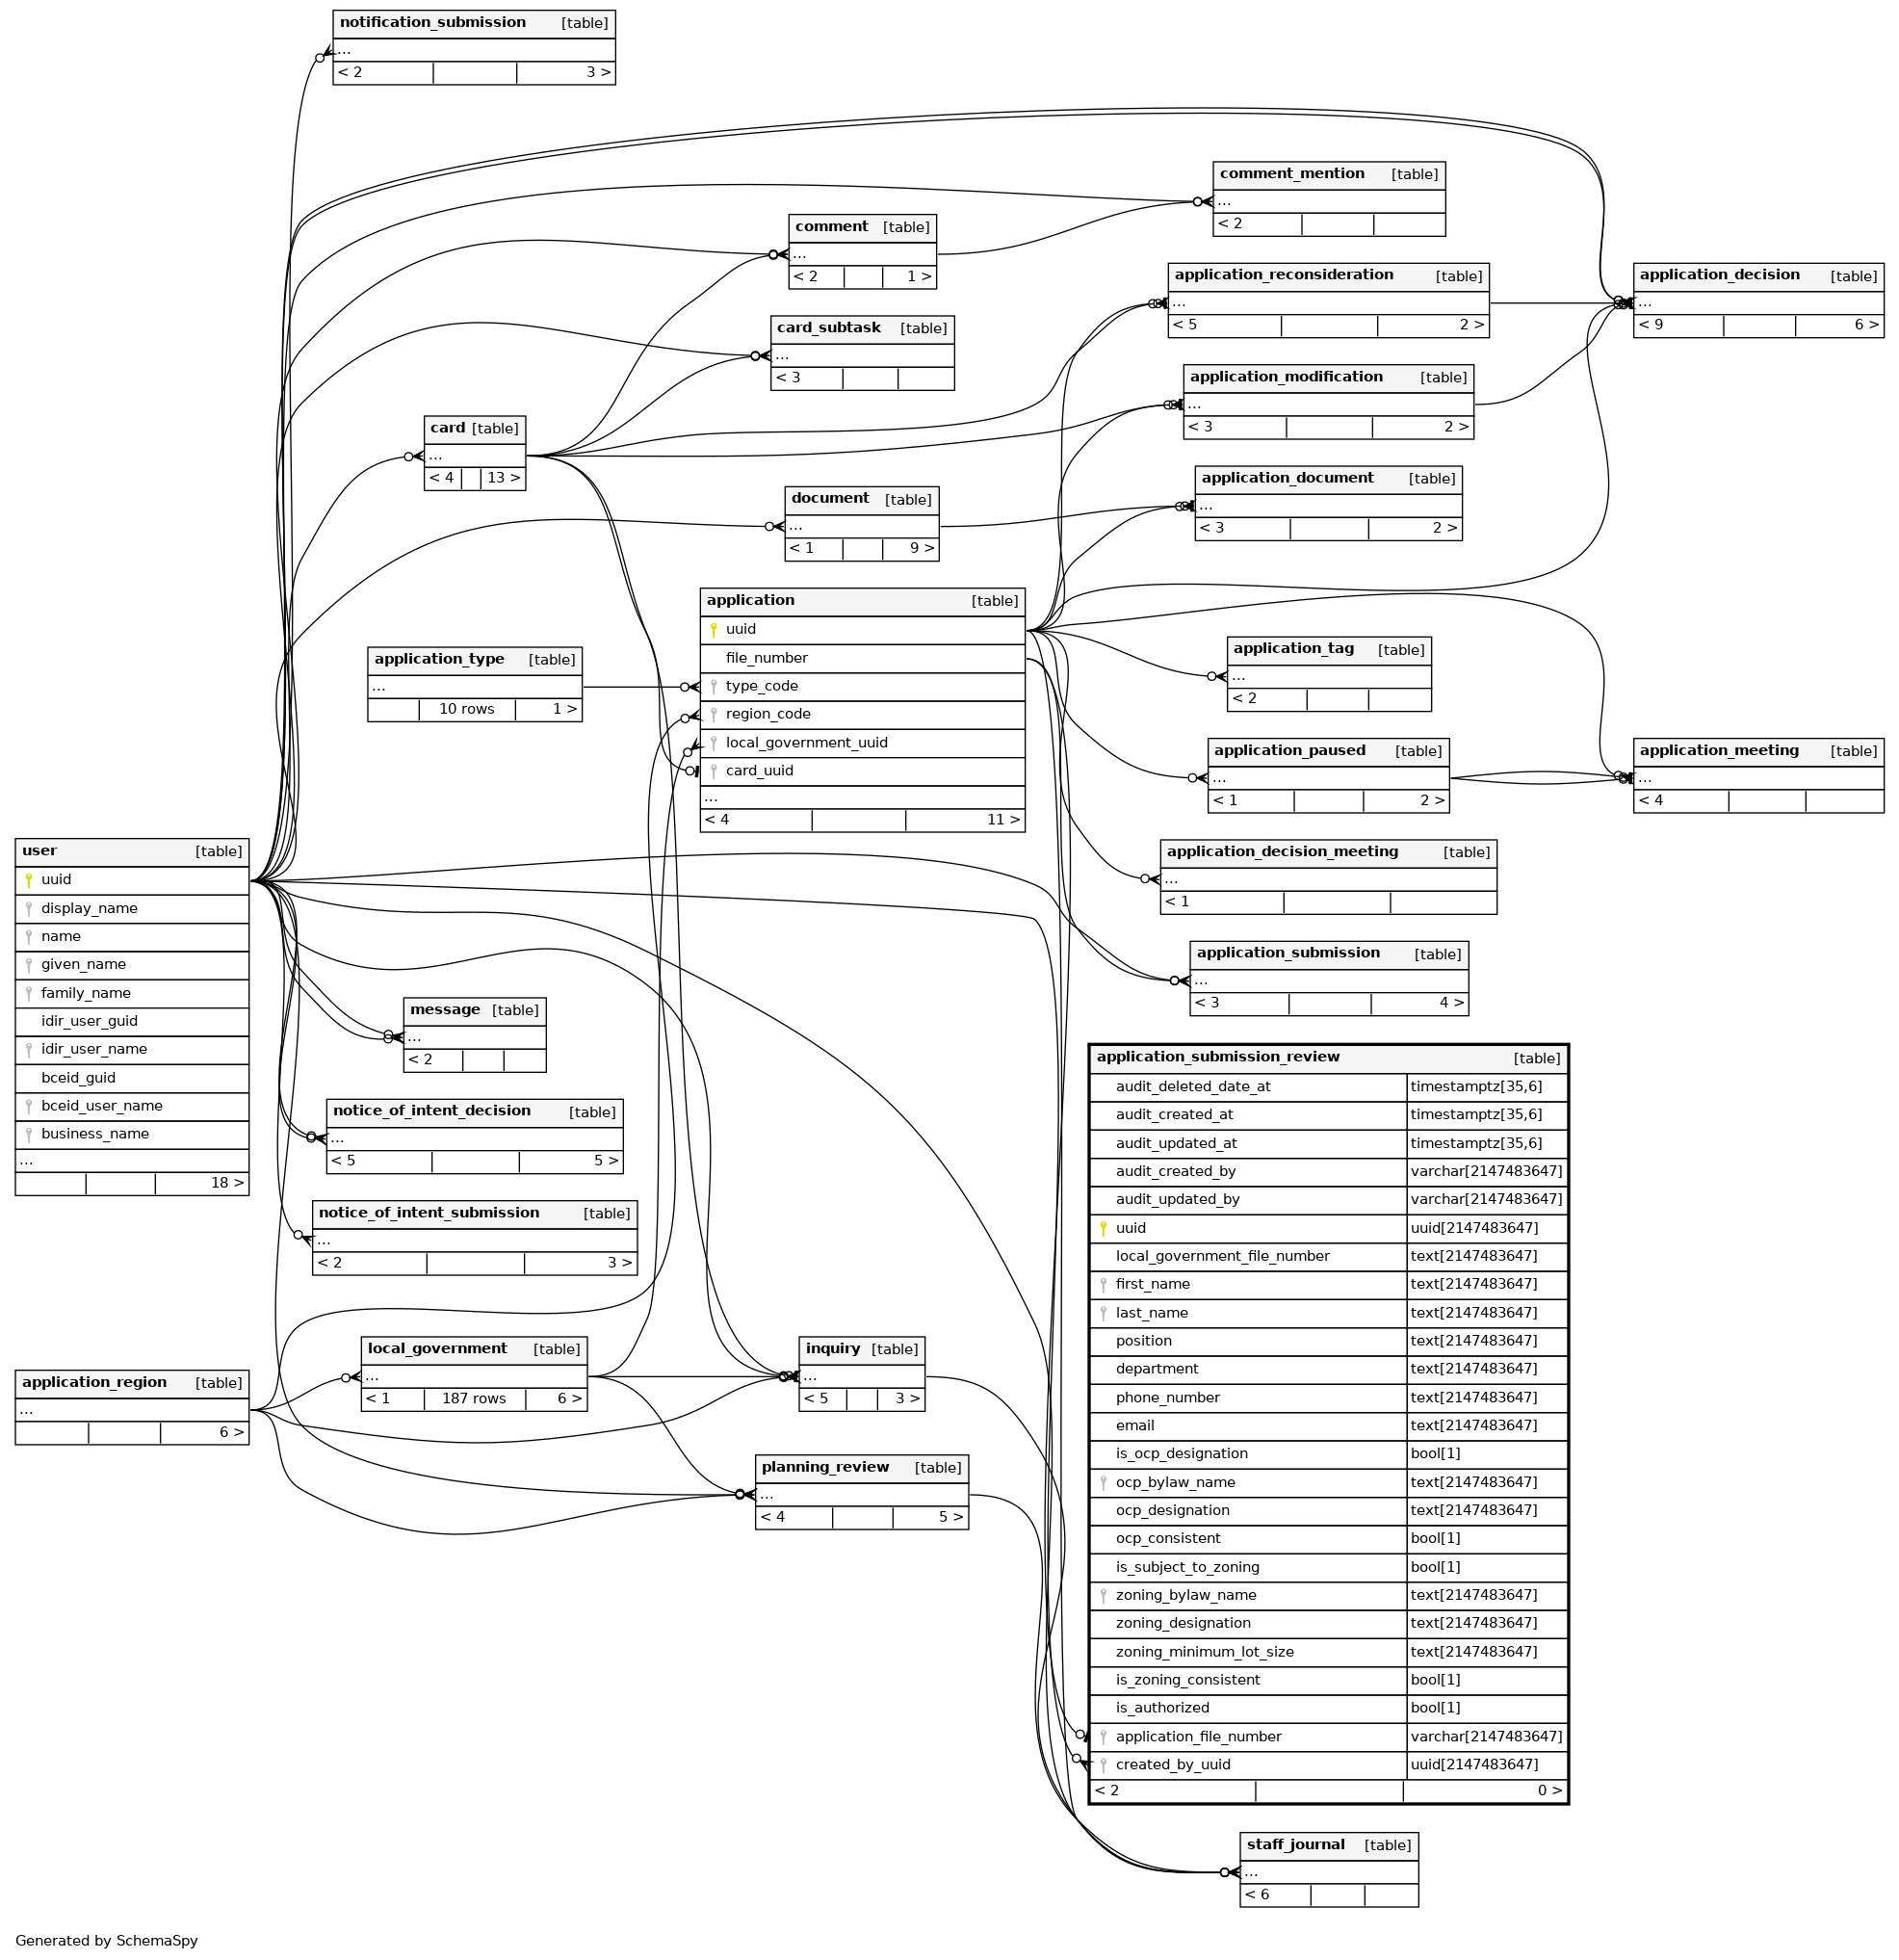 notification_submission [table]
...
< 2 3 >
comment_mention [table]
...
< 2
comment [table]
...
< 2 1 >
application_reconsideration [table]
...
< 5 2 >
application_decision [table]
...
< 9 6 >
card_subtask [table]
...
< 3
application_modification [table]
...
< 3 2 >
card [table]
...
< 4 13 >
application_document [table]
...
< 3 2 >
document [table]
...
< 1 9 >
application [table]
uuid
file_number
type_code
region_code
local_government_uuid
card_uuid
...
< 4 11 >
application_type [table]
...
10 rows 1 >
application_tag [table]
...
< 2
application_paused [table]
...
< 1 2 >
application_meeting [table]
...
< 4
user [table]
uuid
display_name
name
given_name
family_name
idir_user_guid
idir_user_name
bceid_guid
bceid_user_name
business_name
...
18 >
application_decision_meeting [table]
...
< 1
application_submission [table]
...
< 3 4 >
message [table]
...
< 2
notice_of_intent_decision [table]
...
< 5 5 >
notice_of_intent_submission [table]
...
< 2 3 >
application_submission_review [table]
audit_deleted_date_at timestamptz[35,6]
audit_created_at timestamptz[35,6]
audit_updated_at timestamptz[35,6]
audit_created_by varchar[2147483647]
audit_updated_by varchar[2147483647]
uuid uuid[2147483647]
local_government_file_number text[2147483647]
first_name text[2147483647]
last_name text[2147483647]
position text[2147483647]
department text[2147483647]
phone_number text[2147483647]
email text[2147483647]
is_ocp_designation bool[1]
ocp_bylaw_name text[2147483647]
ocp_designation text[2147483647]
ocp_consistent bool[1]
is_subject_to_zoning bool[1]
zoning_bylaw_name text[2147483647]
zoning_designation text[2147483647]
zoning_minimum_lot_size text[2147483647]
is_zoning_consistent bool[1]
is_authorized bool[1]
application_file_number varchar[2147483647]
created_by_uuid uuid[2147483647]
< 2 0 >
local_government [table]
...
< 1 187 rows 6 >
inquiry [table]
...
< 5 3 >
application_region [table]
...
6 >
planning_review [table]
...
< 4 5 >
staff_journal [table]
...
< 6
Generated by SchemaSpy